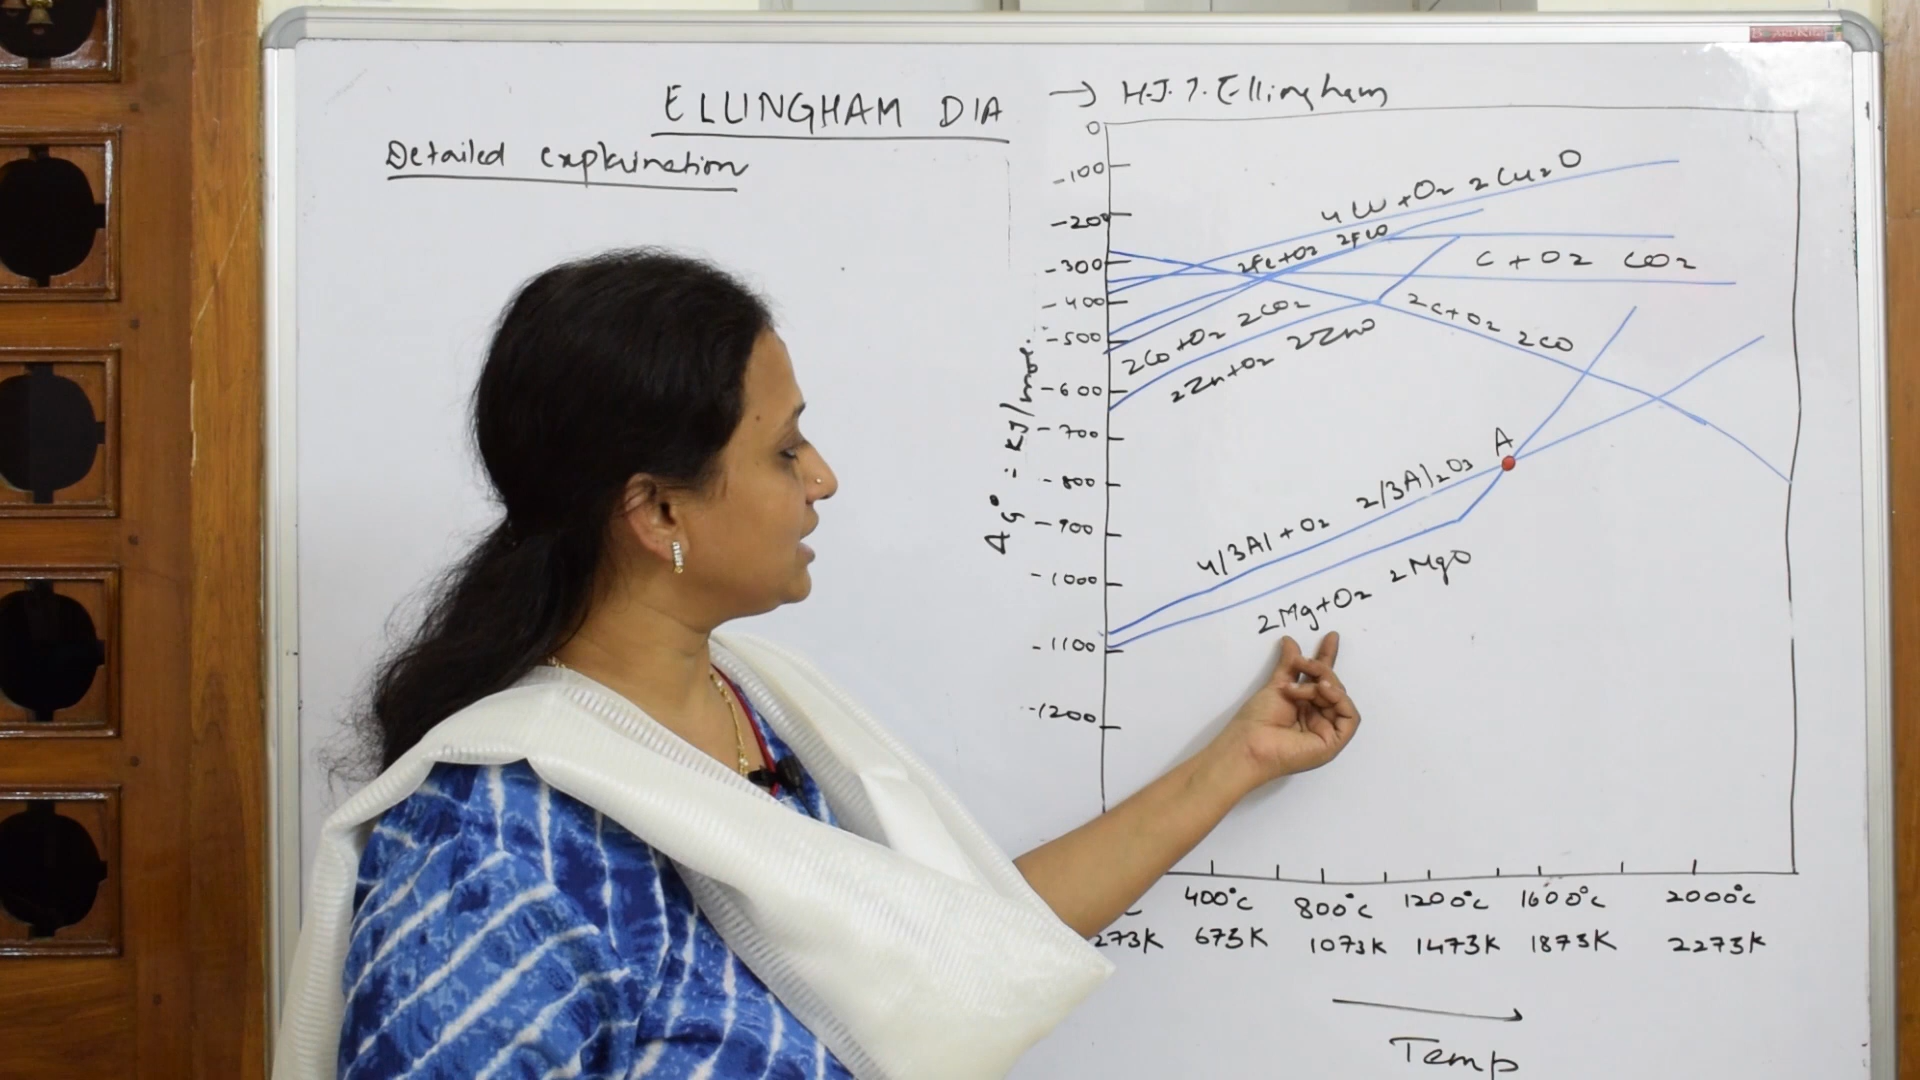 ELLINGHAM DIA
→ H.J.T. Ellingham
Detailed explaination
0
-100
-200
-300
-400
-500
-600
-700
-800
-900
-1000
-1100
-1200
ΔG° = KJ/mol.
4Cu + O2 2Cu2O
2Fe+O2 2FeO
C + O2 CO2
2CO+O2 2CO2
2C+O2 2CO
2Zn+O2 2ZnO
A
4/3Al+O2 2/3Al2O3
2Mg+O2 2MgO
C 400°C 800°C 1200°C 1600°C 2000°C
273K 673K 1073K 1473K 1873K 2273K
Temp